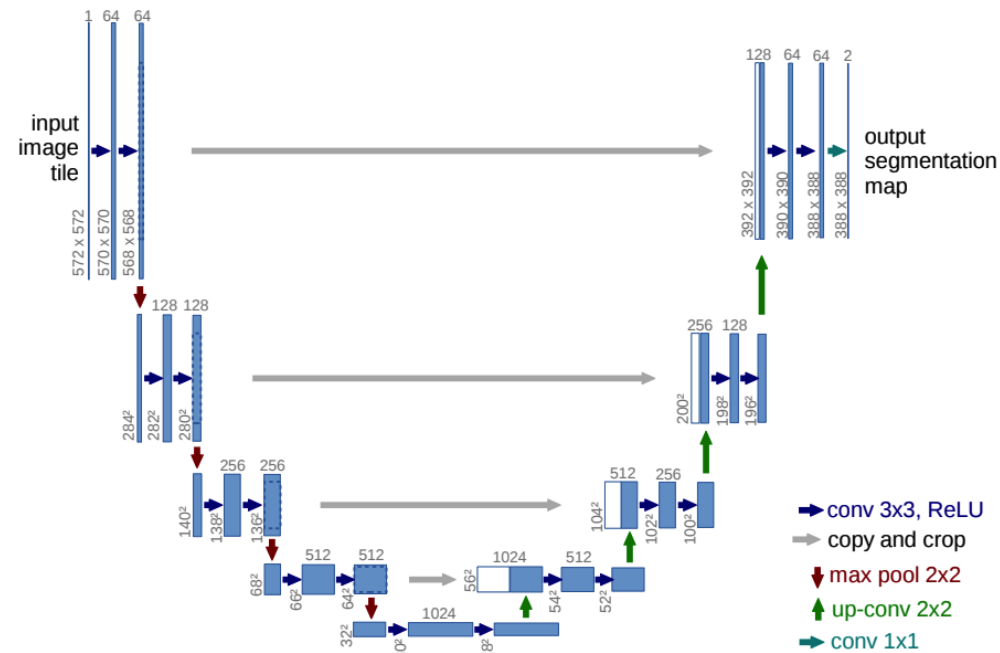 1 64 64
input
image
tile
572 x 572
570 x 570
568 x 568
128 64 64 2
output
segmentation
map
392 x 392
390 x 390
388 x 388
388 x 388
128 128
284²
282²
280²
256 128
200²
198²
196²
256 256
140²
138²
136²
512 256
104²
102²
100²
512 512
68²
66²
64²
1024 512
56²
54²
52²
1024
32²
0²
8²
conv 3x3, ReLU
copy and crop
max pool 2x2
up-conv 2x2
conv 1x1